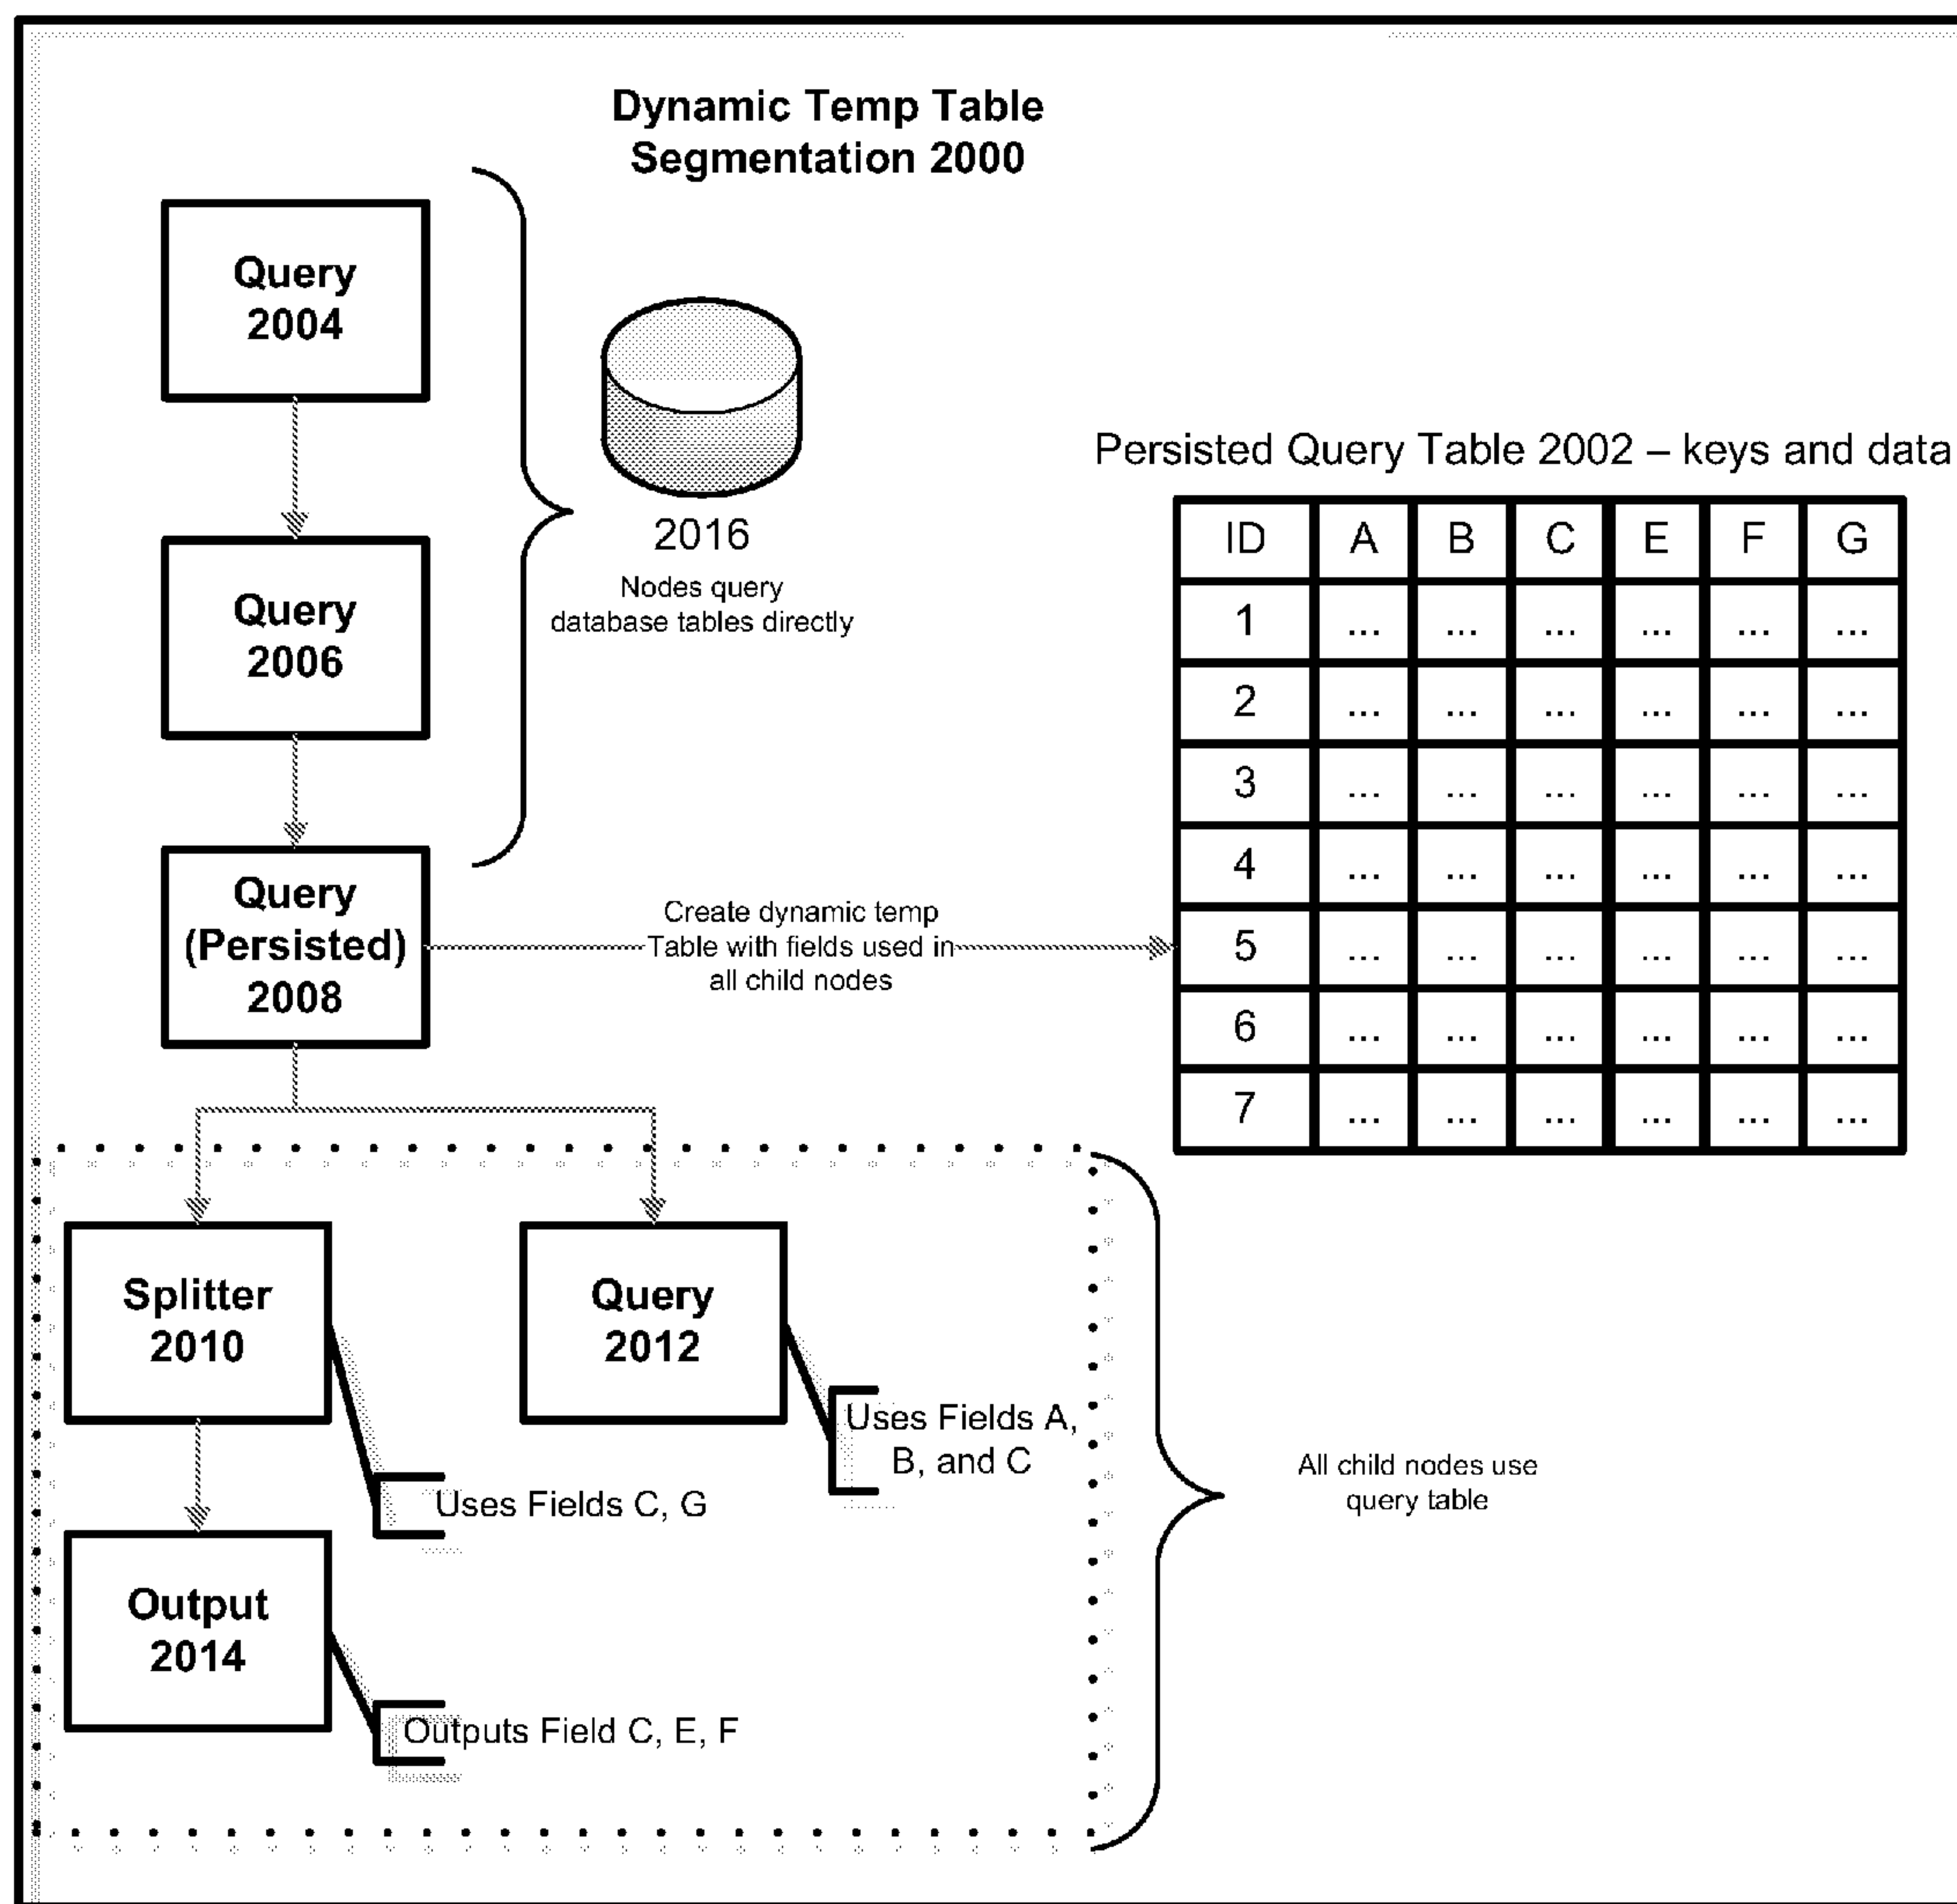 Dynamic Temp Table
Segmentation 2000
Query
2004
2016
Nodes query
database tables directly
Query
2006
Persisted Query Table 2002 – keys and data
ID A B C E F G
1 ... ... ... ... ... ...
2 ... ... ... ... ... ...
3 ... ... ... ... ... ...
4 ... ... ... ... ... ...
5 ... ... ... ... ... ...
6 ... ... ... ... ... ...
7 ... ... ... ... ... ...
Query
(Persisted)
2008
Create dynamic temp
Table with fields used in
all child nodes
Splitter
2010
Uses Fields C, G
Query
2012
Uses Fields A,
B, and C
Output
2014
Outputs Field C, E, F
All child nodes use
query table